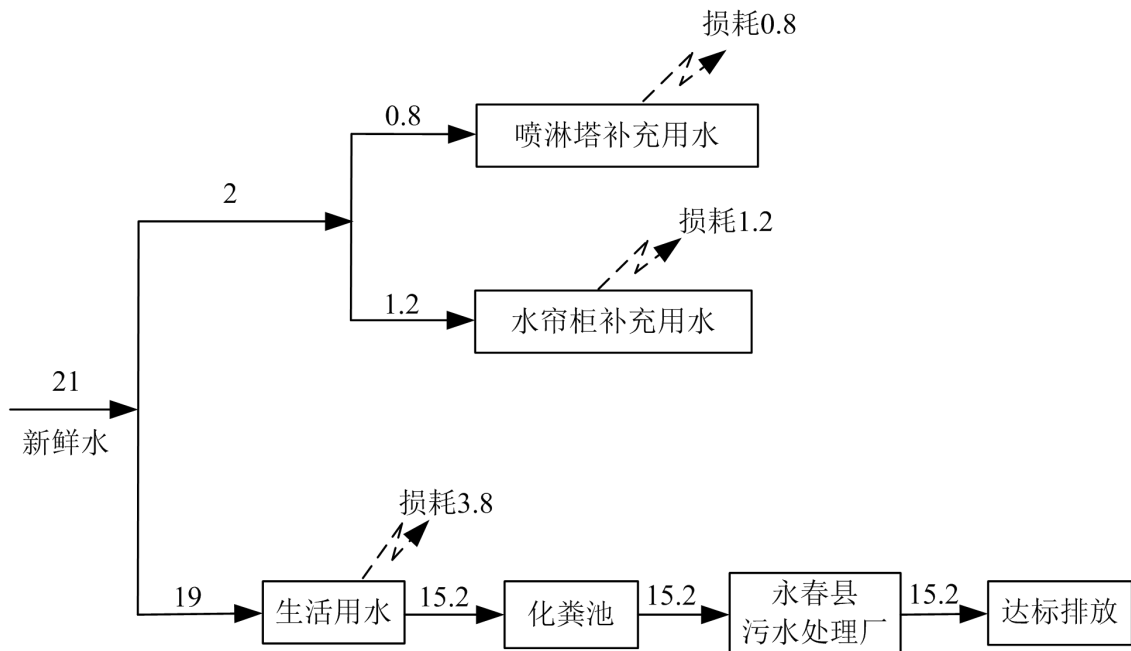 损耗0.8
0.8
喷淋塔补充用水
2
损耗1.2
1.2
水帘柜补充用水
21
新鲜水
损耗3.8
19
生活用水
15.2
化粪池
15.2
永春县
污水处理厂
15.2
达标排放